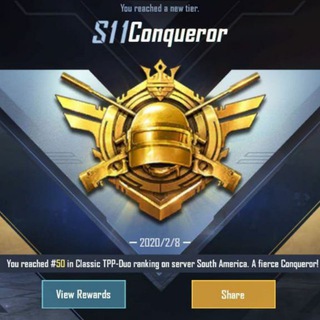 You reached a new tier.
S11Conqueror
— 2020/2/8 —
You reached #50 in Classic TPP-Duo ranking on server South America. A fierce Conqueror!
View Rewards
Share